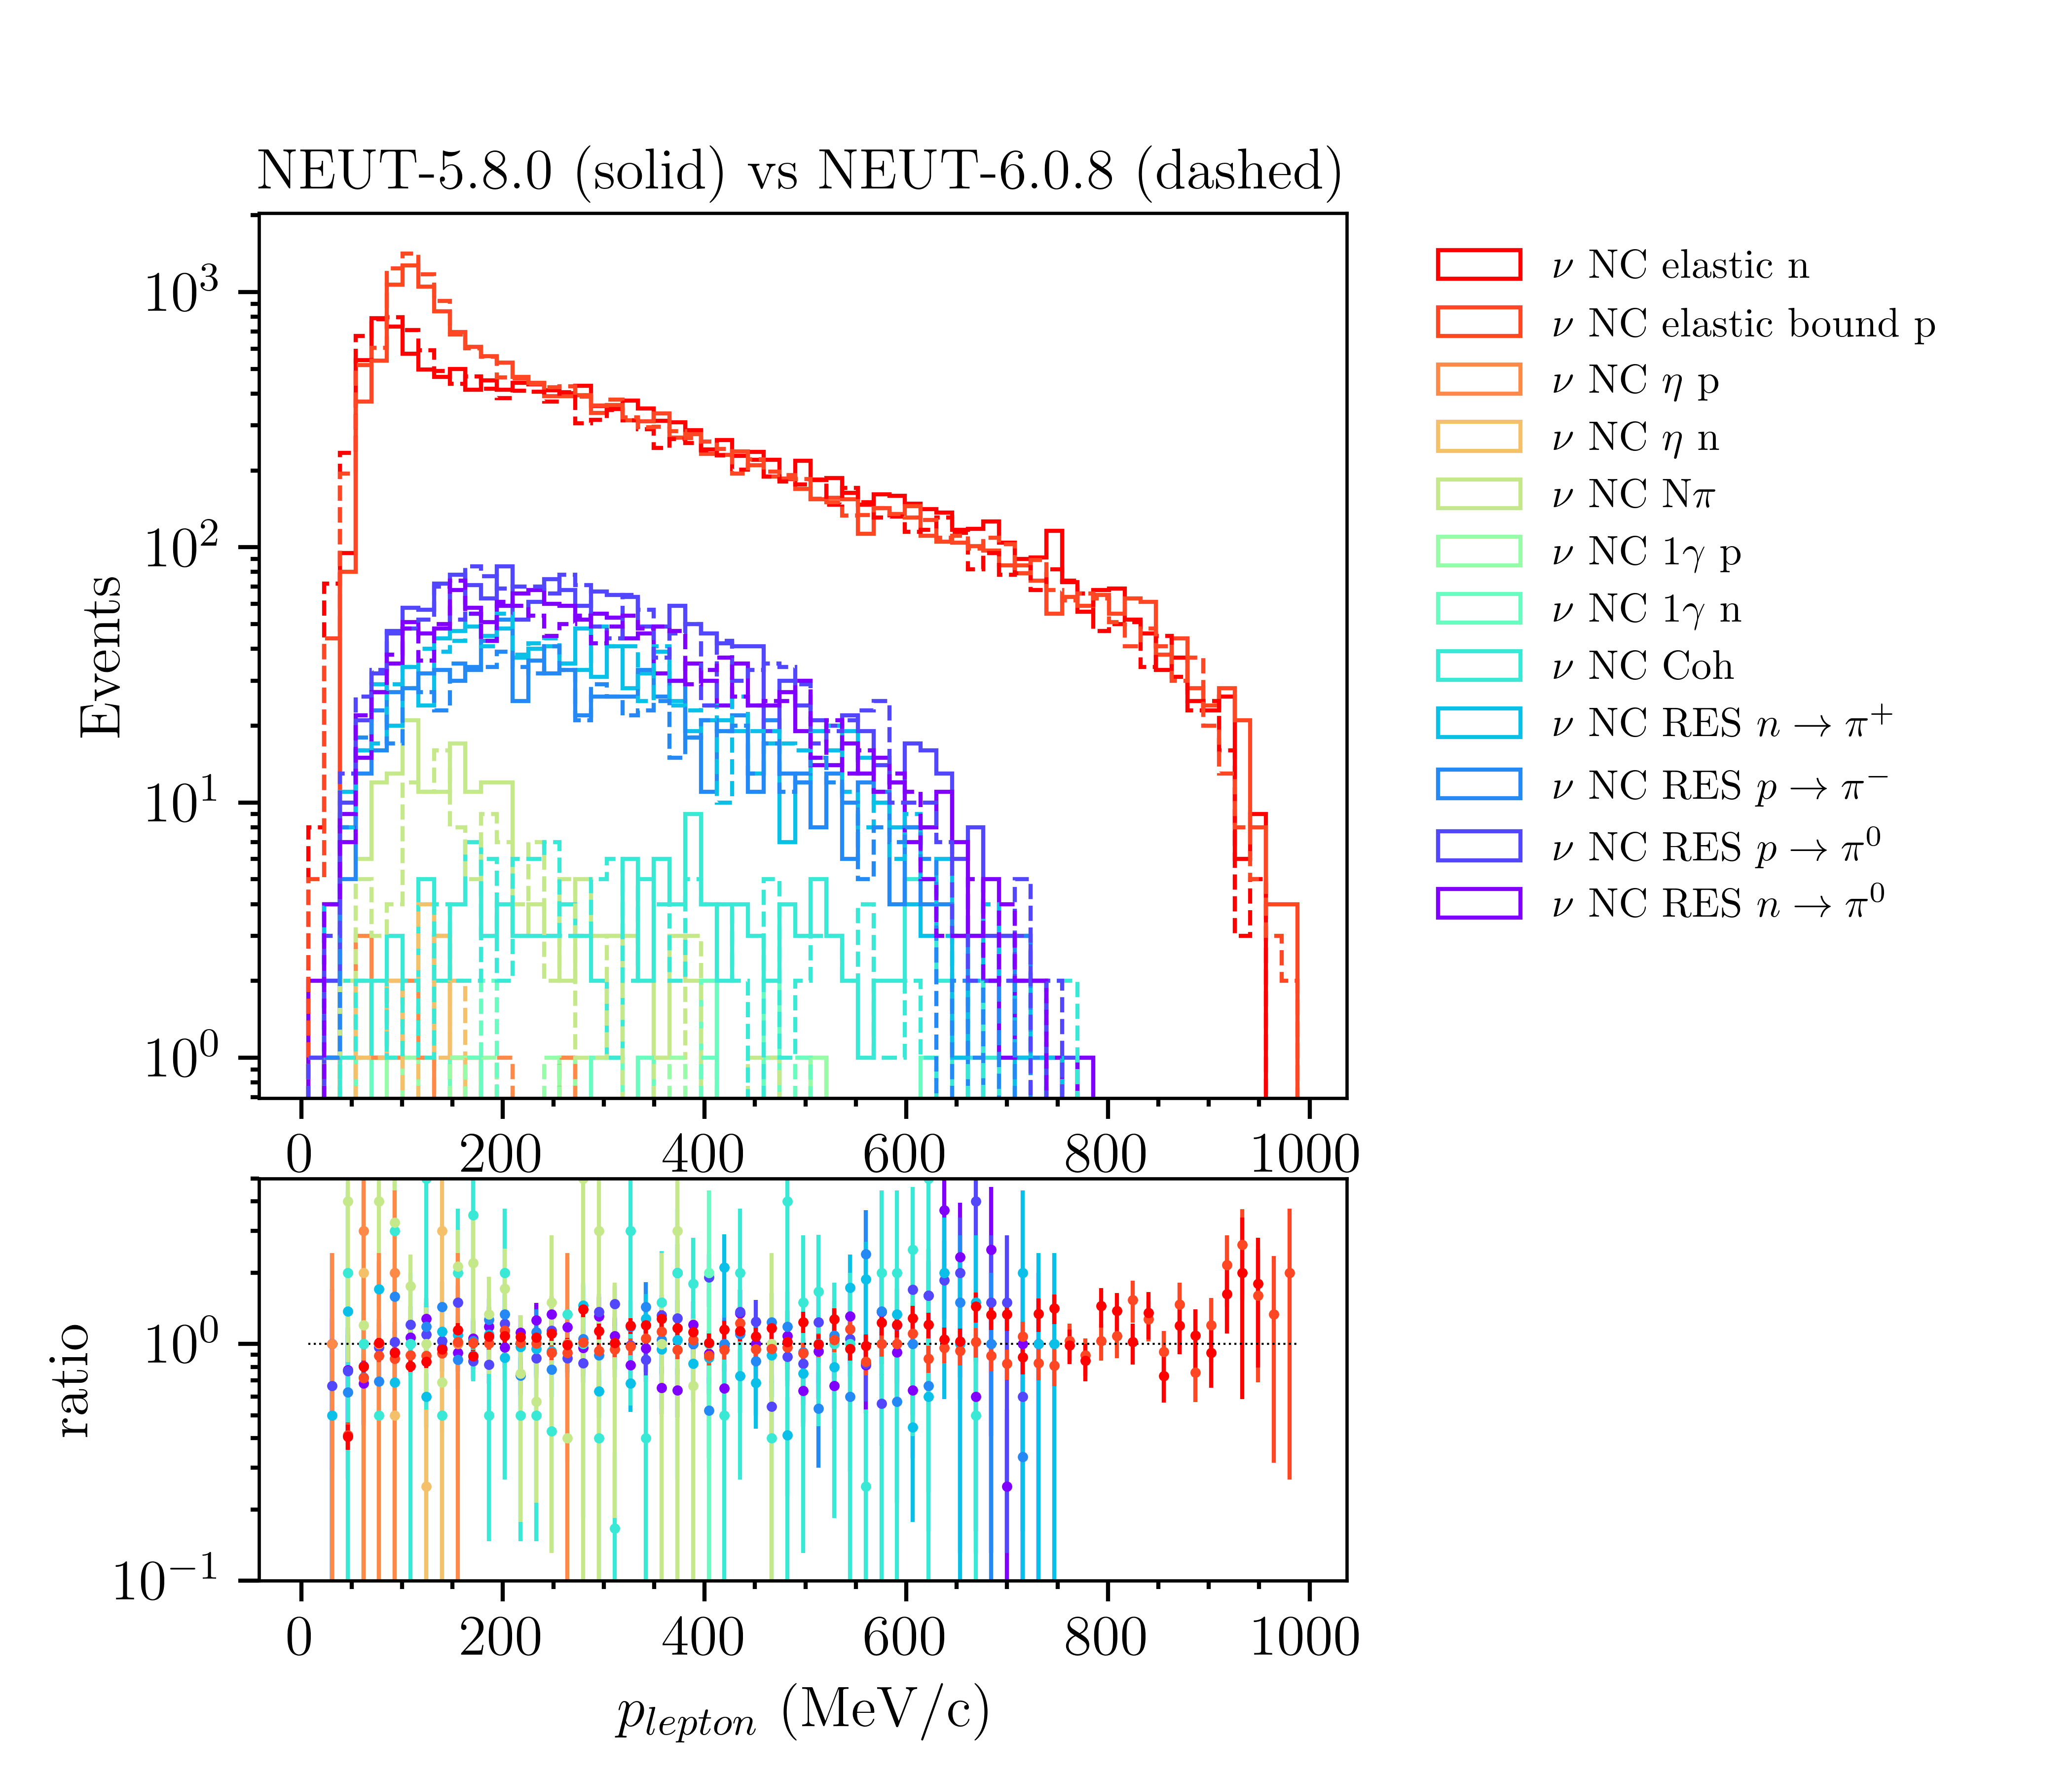 NEUT-5.8.0 (solid) vs NEUT-6.0.8 (dashed)
Events
10³
10²
10¹
10⁰
0 200 400 600 800 1000
ν NC elastic n
ν NC elastic bound p
ν NC η p
ν NC η n
ν NC Nπ
ν NC 1γ p
ν NC 1γ n
ν NC Coh
ν NC RES n → π⁺
ν NC RES p → π⁻
ν NC RES p → π⁰
ν NC RES n → π⁰
ratio
10⁰
10⁻¹
0 200 400 600 800 1000
p_lepton (MeV/c)